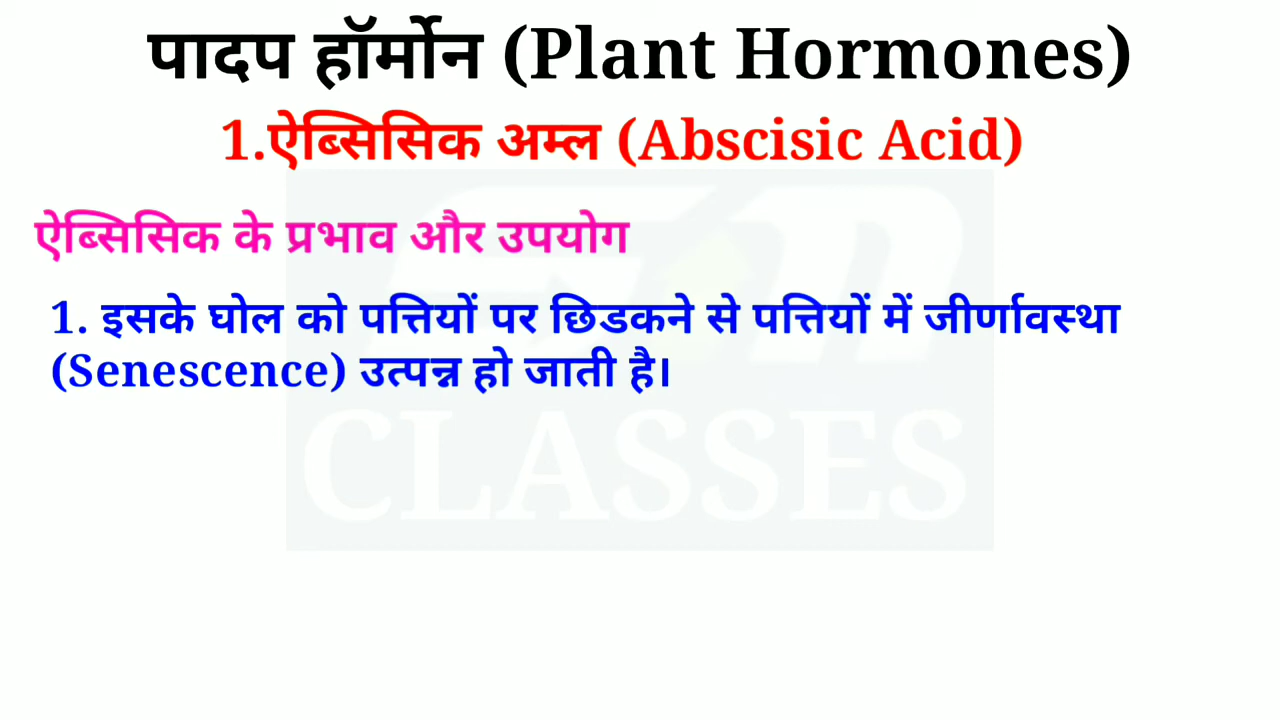 पादप हॉर्मोन (Plant Hormones)
1.ऐब्सिसिक अम्ल (Abscisic Acid)
ऐब्सिसिक के प्रभाव और उपयोग
1. इसके घोल को पत्तियों पर छिडकने से पत्तियों में जीर्णावस्था
(Senescence) उत्पन्न हो जाती है।
CLASSES